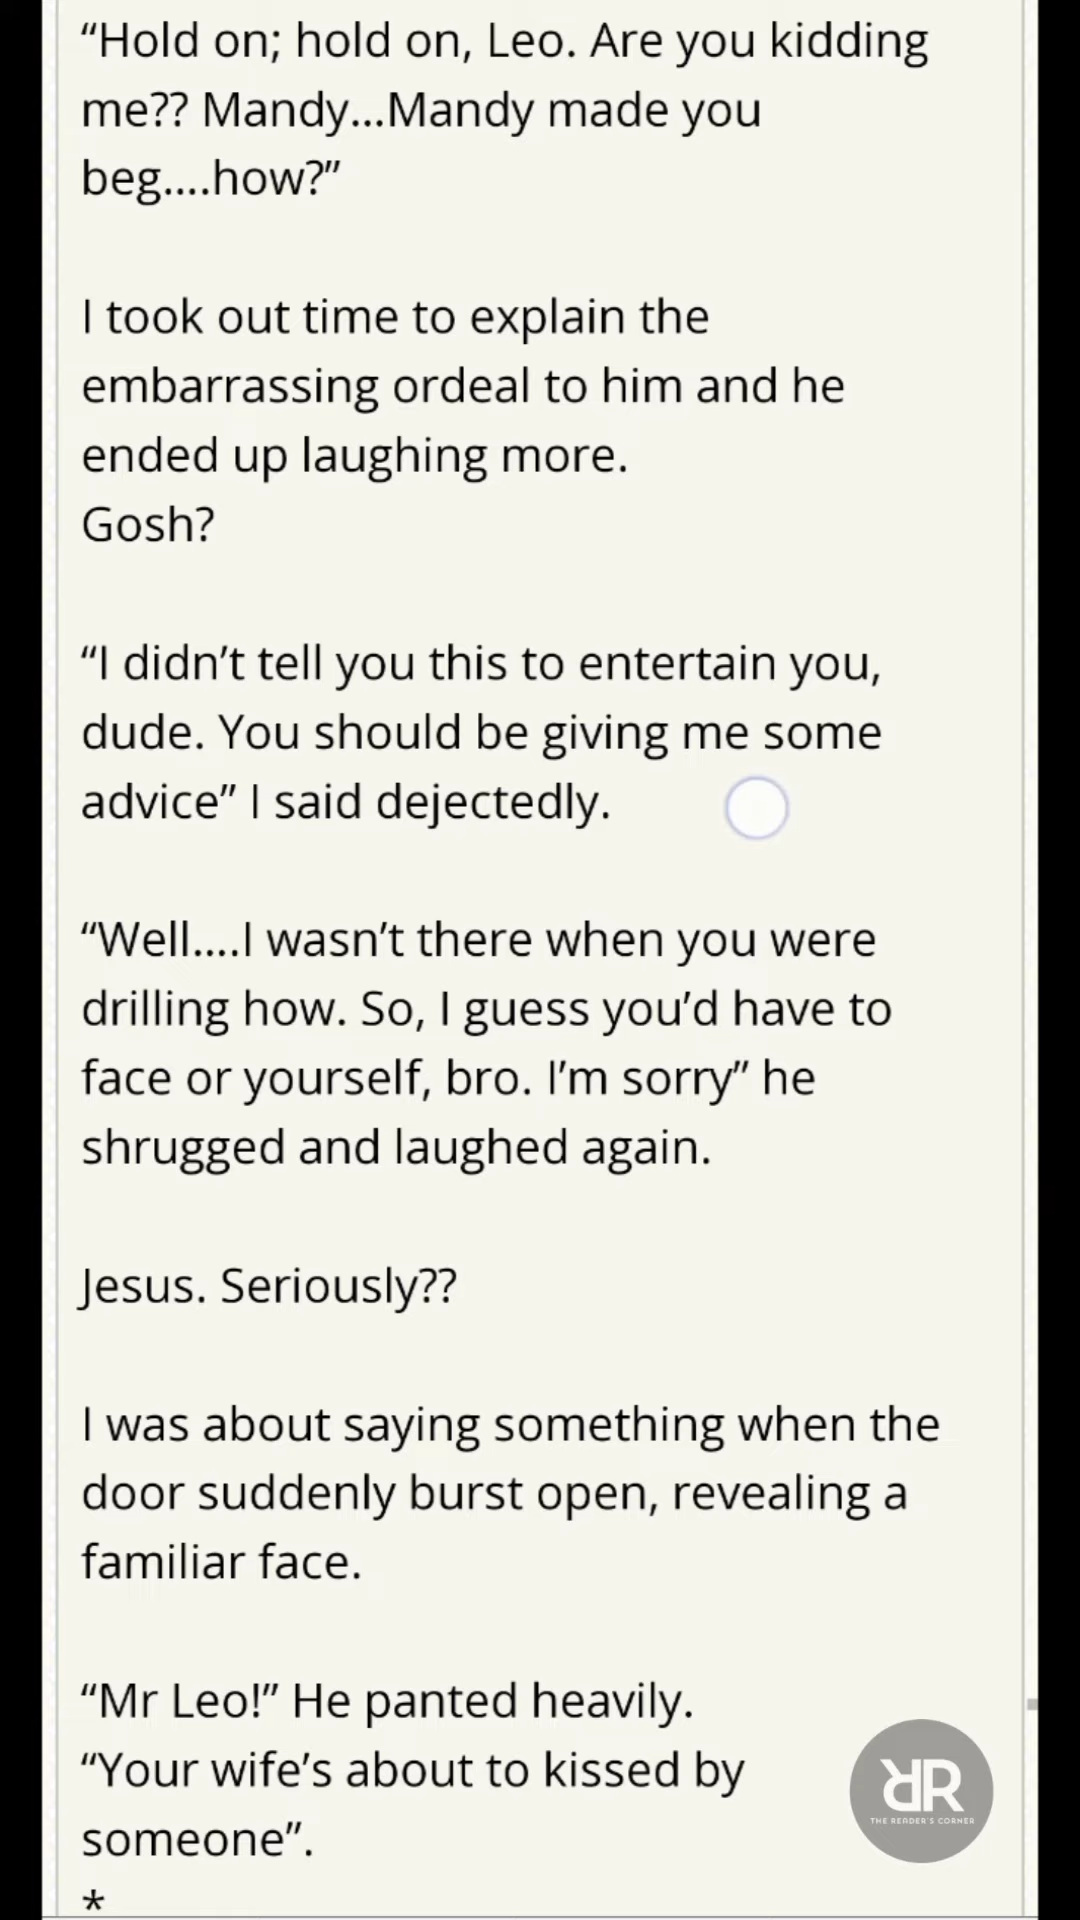 “Hold on; hold on, Leo. Are you kidding
me?? Mandy...Mandy made you
beg....how?”
I took out time to explain the
embarrassing ordeal to him and he
ended up laughing more.
Gosh?
“I didn’t tell you this to entertain you,
dude. You should be giving me some
advice” I said dejectedly.
“Well....I wasn’t there when you were
drilling how. So, I guess you’d have to
face or yourself, bro. I’m sorry” he
shrugged and laughed again.
Jesus. Seriously??
I was about saying something when the
door suddenly burst open, revealing a
familiar face.
“Mr Leo!” He panted heavily.
“Your wife’s about to kissed by
someone”.
*
RR
THE READER'S CORNER